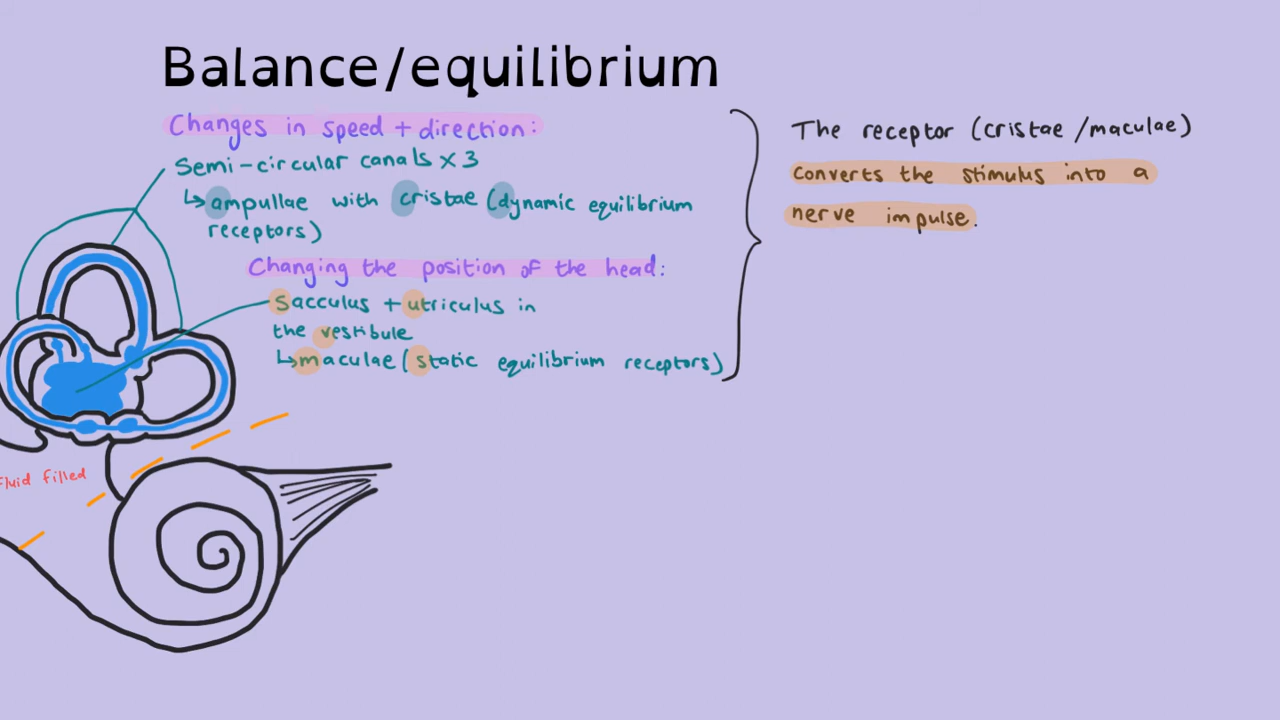 Balance/equilibrium
Changes in speed + direction:
Semi-circular canals x 3
↳ampullae with cristae (dynamic equilibrium
receptors)
Changing the position of the head:
Sacculus + utriculus in
the vestibule
↳maculae (static equilibrium receptors)
The receptor (cristae/maculae)
converts the stimulus into a
nerve impulse.
Fluid filled